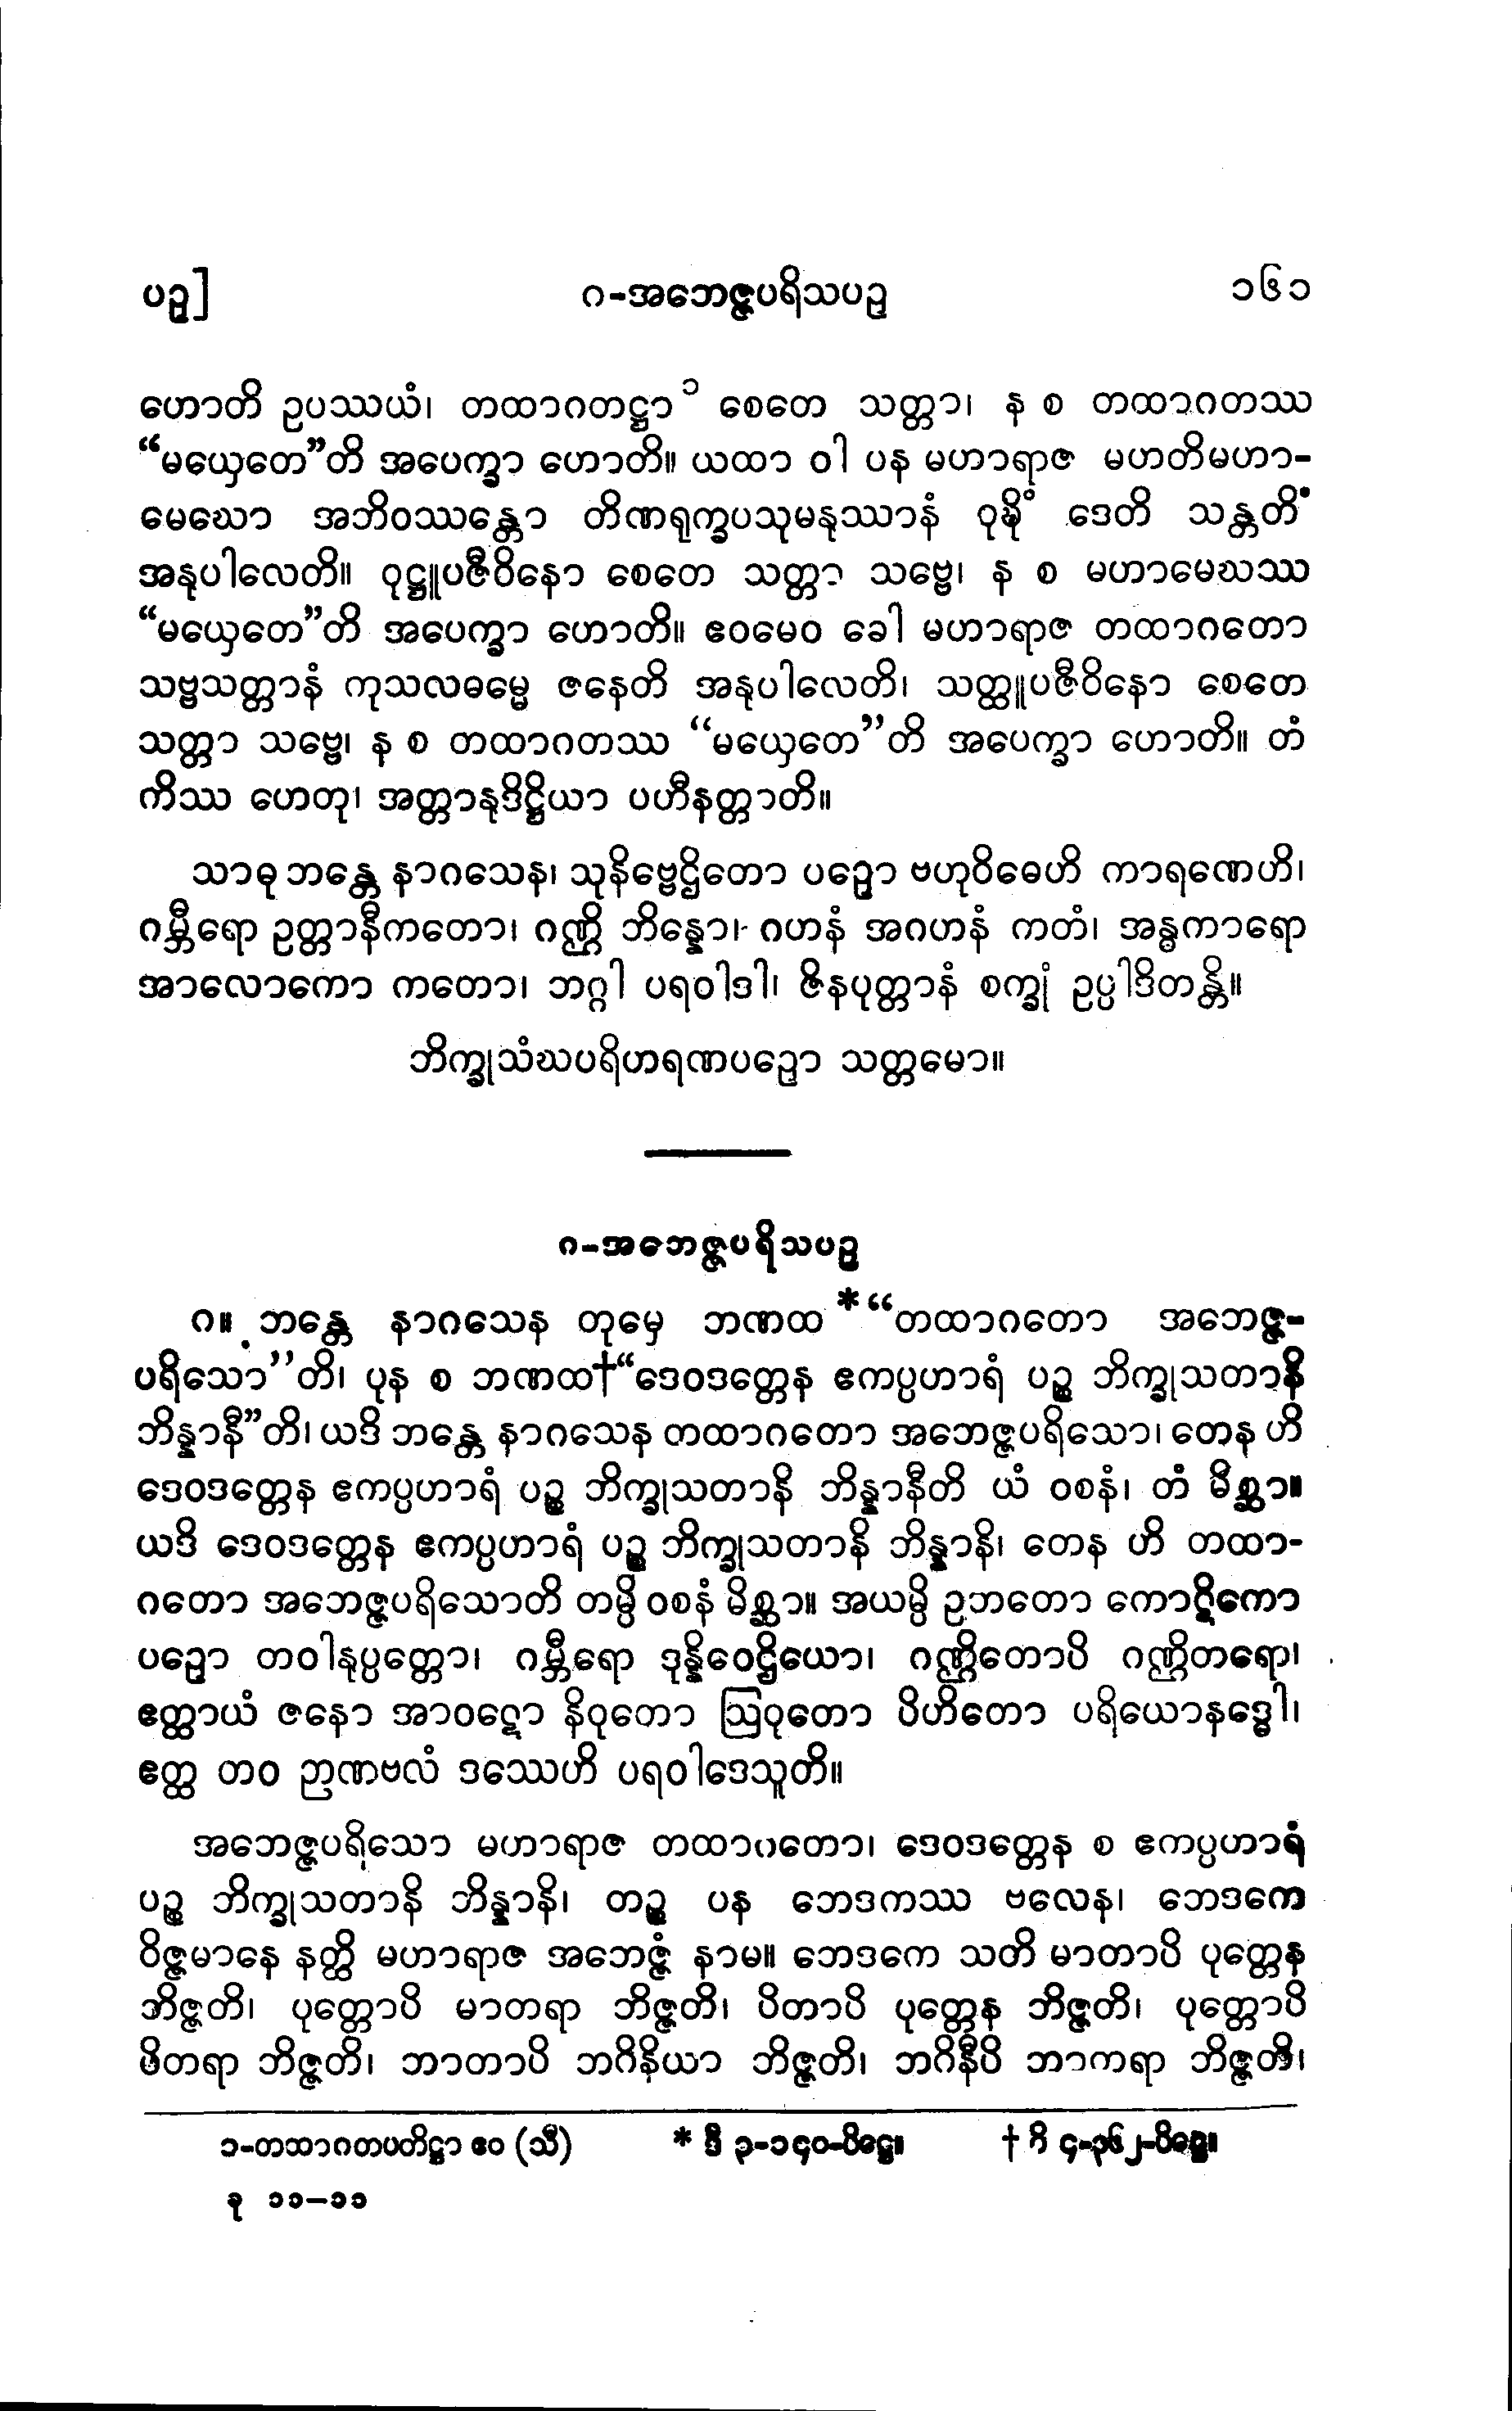 ပဉှ]
ဂ-အဘေဇ္ဇပရိသပဉှ
၁၆၁
ဟောတိ ဥပဿယံ၊ တထာဂတဋ္ဌာ ၁ စေတေ သတ္တာ၊ န စ တထာဂတဿ
“မယှေတေ”တိ အပေက္ခာ ဟောတိ။ ယထာ ဝါ ပန မဟာရာဇ မဟတိမဟာ-
မေဃော အဘိဝဿန္တော တိဏရုက္ခပသုမနုဿာနံ ဝုဍ္ဎိံ ဒေတိ သန္တတိံ
အနုပါလေတိ။ ဝုဋ္ဌူပဇီဝိနော စေတေ သတ္တာ သဗ္ဗေ၊ န စ မဟာမေဃဿ
“မယှေတေ”တိ အပေက္ခာ ဟောတိ။ ဧဝမေဝ ခေါ မဟာရာဇ တထာဂတော
သဗ္ဗသတ္တာနံ ကုသလဓမ္မေ ဇနေတိ အနုပါလေတိ၊ သတ္ထူပဇီဝိနော စေတေ
သတ္တာ သဗ္ဗေ၊ န စ တထာဂတဿ “မယှေတေ”တိ အပေက္ခာ ဟောတိ။ တံ
ကိဿ ဟေတု၊ အတ္တာနုဒိဋ္ဌိယာ ပဟီနတ္တာတိ။
သာဓု ဘန္တေ နာဂသေန၊ သုနိဗ္ဗေဌိတော ပဉှော ဗဟုဝိဓေဟိ ကာရဏေဟိ၊
ဂမ္ဘီရော ဥတ္တာနီကတော၊ ဂဏ္ဌိ ဘိန္နော၊ ဂဟနံ အဂဟနံ ကတံ၊ အန္ဓကာရော
အာလောကော ကတော၊ ဘဂ္ဂါ ပရဝါဒါ၊ ဇိနပုတ္တာနံ စက္ခုံ ဥပ္ပါဒိတန္တိ။
ဘိက္ခုသံဃပရိဟရဏပဉှော သတ္တမော။
ဂ-အဘေဇ္ဇပရိသပဉှ
ဂ။ ဘန္တေ နာဂသေန တုမှေ ဘဏထ * “တထာဂတော အဘေဇ္ဇ-
ပရိသော”တိ၊ ပုန စ ဘဏထ†“ဒေဝဒတ္တေန ဧကပ္ပဟာရံ ပဉ္စ ဘိက္ခုသတာနိ
ဘိန္နာနီ”တိ၊ ယဒိ ဘန္တေ နာဂသေန တထာဂတော အဘေဇ္ဇပရိသော၊ တေန ဟိ
ဒေဝဒတ္တေန ဧကပ္ပဟာရံ ပဉ္စ ဘိက္ခုသတာနိ ဘိန္နာနီတိ ယံ ဝစနံ၊ တံ မိစ္ဆာ။
ယဒိ ဒေဝဒတ္တေန ဧကပ္ပဟာရံ ပဉ္စ ဘိက္ခုသတာနိ ဘိန္နာနိ၊ တေန ဟိ တထာ-
ဂတော အဘေဇ္ဇပရိသောတိ တမ္ပိ ဝစနံ မိစ္ဆာ။ အယမ္ပိ ဥဘတော ကောဋိကော
ပဉှော တဝါနုပ္ပတ္တော၊ ဂမ္ဘီရော ဒုန္နိဝေဌိယော၊ ဂဏ္ဌိတောပိ ဂဏ္ဌိတရော၊
ဧတ္ထာယံ ဇနော အာဝဋော နိဝုတော ဩဝုတော ပိဟိတော ပရိယောနဒ္ဓေါ၊
ဧတ္ထ တဝ ဉာဏဗလံ ဒဿေဟိ ပရဝါဒေသူတိ။
အဘေဇ္ဇပရိသော မဟာရာဇ တထာဂတော၊ ဒေဝဒတ္တေန စ ဧကပ္ပဟာရံ
ပဉ္စ ဘိက္ခုသတာနိ ဘိန္နာနိ၊ တဉ္စ ပန ဘေဒကဿ ဗလေန၊ ဘေဒကေ
ဝိဇ္ဇမာနေ နတ္ထိ မဟာရာဇ အဘေဇ္ဇံ နာမ။ ဘေဒကေ သတိ မာတာပိ ပုတ္တေန
ဘိဇ္ဇတိ၊ ပုတ္တောပိ မာတရာ ဘိဇ္ဇတိ၊ ပိတာပိ ပုတ္တေန ဘိဇ္ဇတိ၊ ပုတ္တောပိ
ပိတရာ ဘိဇ္ဇတိ၊ ဘာတာပိ ဘဂိနိယာ ဘိဇ္ဇတိ၊ ဘဂိနီပိ ဘာတရာ ဘိဇ္ဇတိ၊
၁-တထာဂတပတိဋ္ဌာ ဧဝ (သီ)
* ဒီ ၃-၁၄၀-ပိဋ္ဌေ။
† ဝိ ၄-၃၆၂-ပိဋ္ဌေ။
ခု ၁၁-၁၁